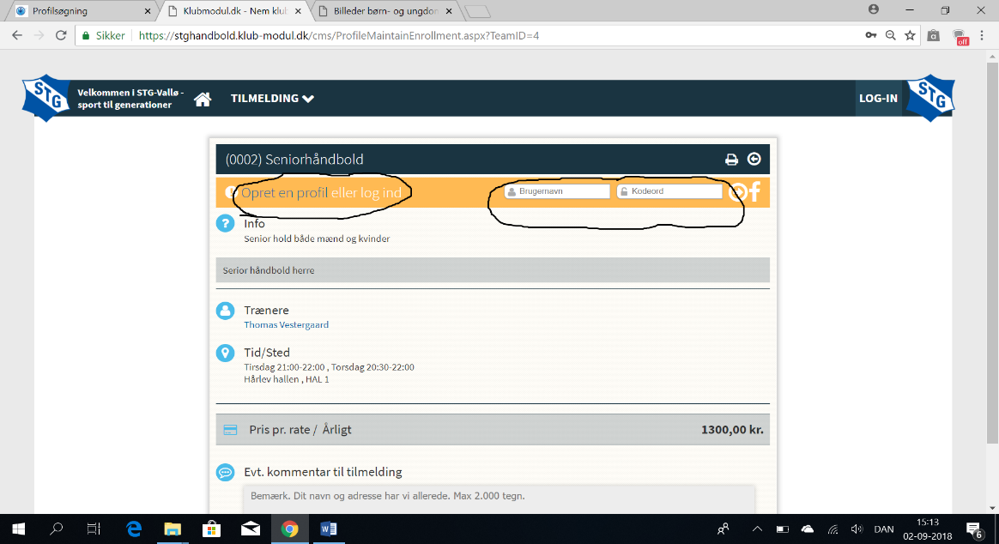 Profilsøgning
Klubmodul.dk - Nem klu
Billeder børn- og ungdo
Sikker
https://stghandbold.klub-modul.dk/cms/ProfileMaintainEnrollment.aspx?TeamID=4
off
STG
Velkommen I STG-Vallø -
sport til generationer
TILMELDING
LOG-IN
STG
(0002) Seniorhåndbold
Opret en profil eller log ind
Brugernavn
Kodeord
Info
Senior hold både mænd og kvinder
Serior håndbold herre
Trænere
Thomas Vestergaard
Tid/Sted
Tirsdag 21:00-22:00 , Torsdag 20:30-22:00
Hårlev hallen , HAL 1
Pris pr. rate / Årligt 1300,00 kr.
Evt. kommentar til tilmelding
Bemærk. Dit navn og adresse har vi allerede. Max 2.000 tegn.
DAN
15:13
02-09-2018
6